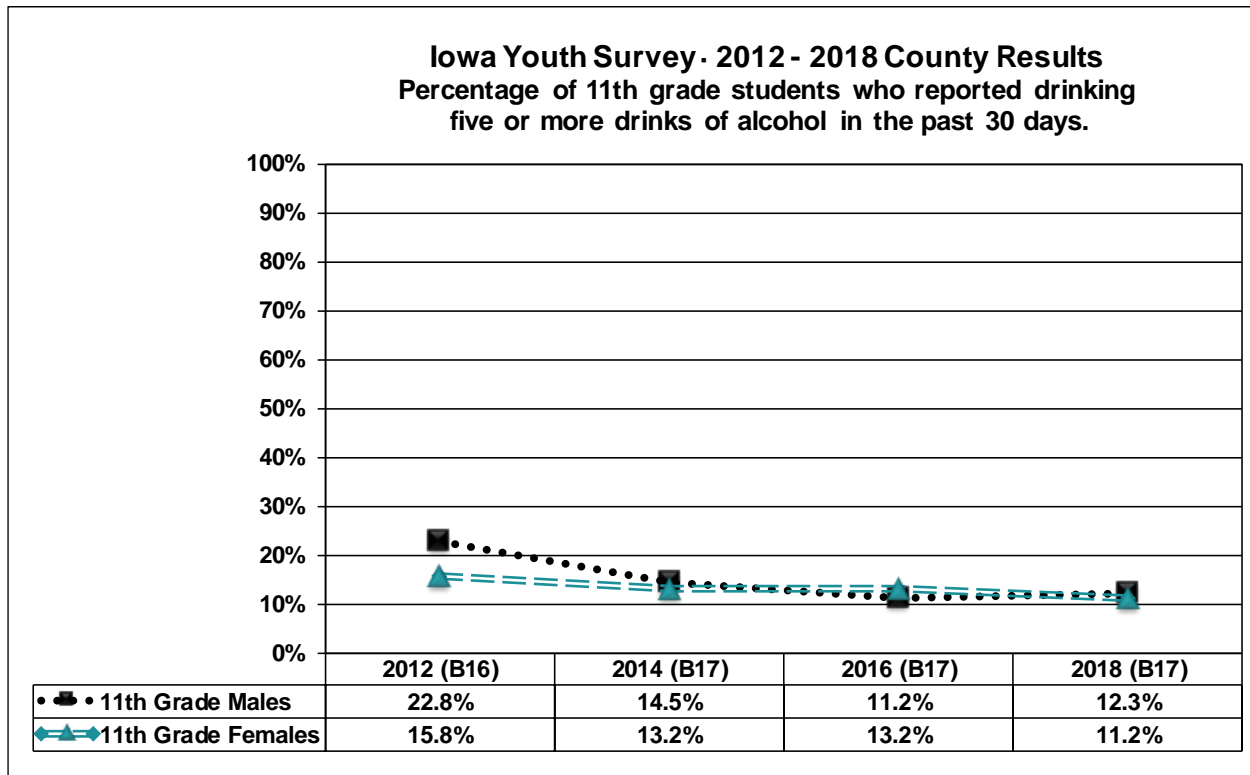 Iowa Youth Survey · 2012 - 2018 County Results
Percentage of 11th grade students who reported drinking
five or more drinks of alcohol in the past 30 days.
100%
90%
80%
70%
60%
50%
40%
30%
20%
10%
0%
2012 (B16) 2014 (B17) 2016 (B17) 2018 (B17)
11th Grade Males 22.8% 14.5% 11.2% 12.3%
11th Grade Females 15.8% 13.2% 13.2% 11.2%